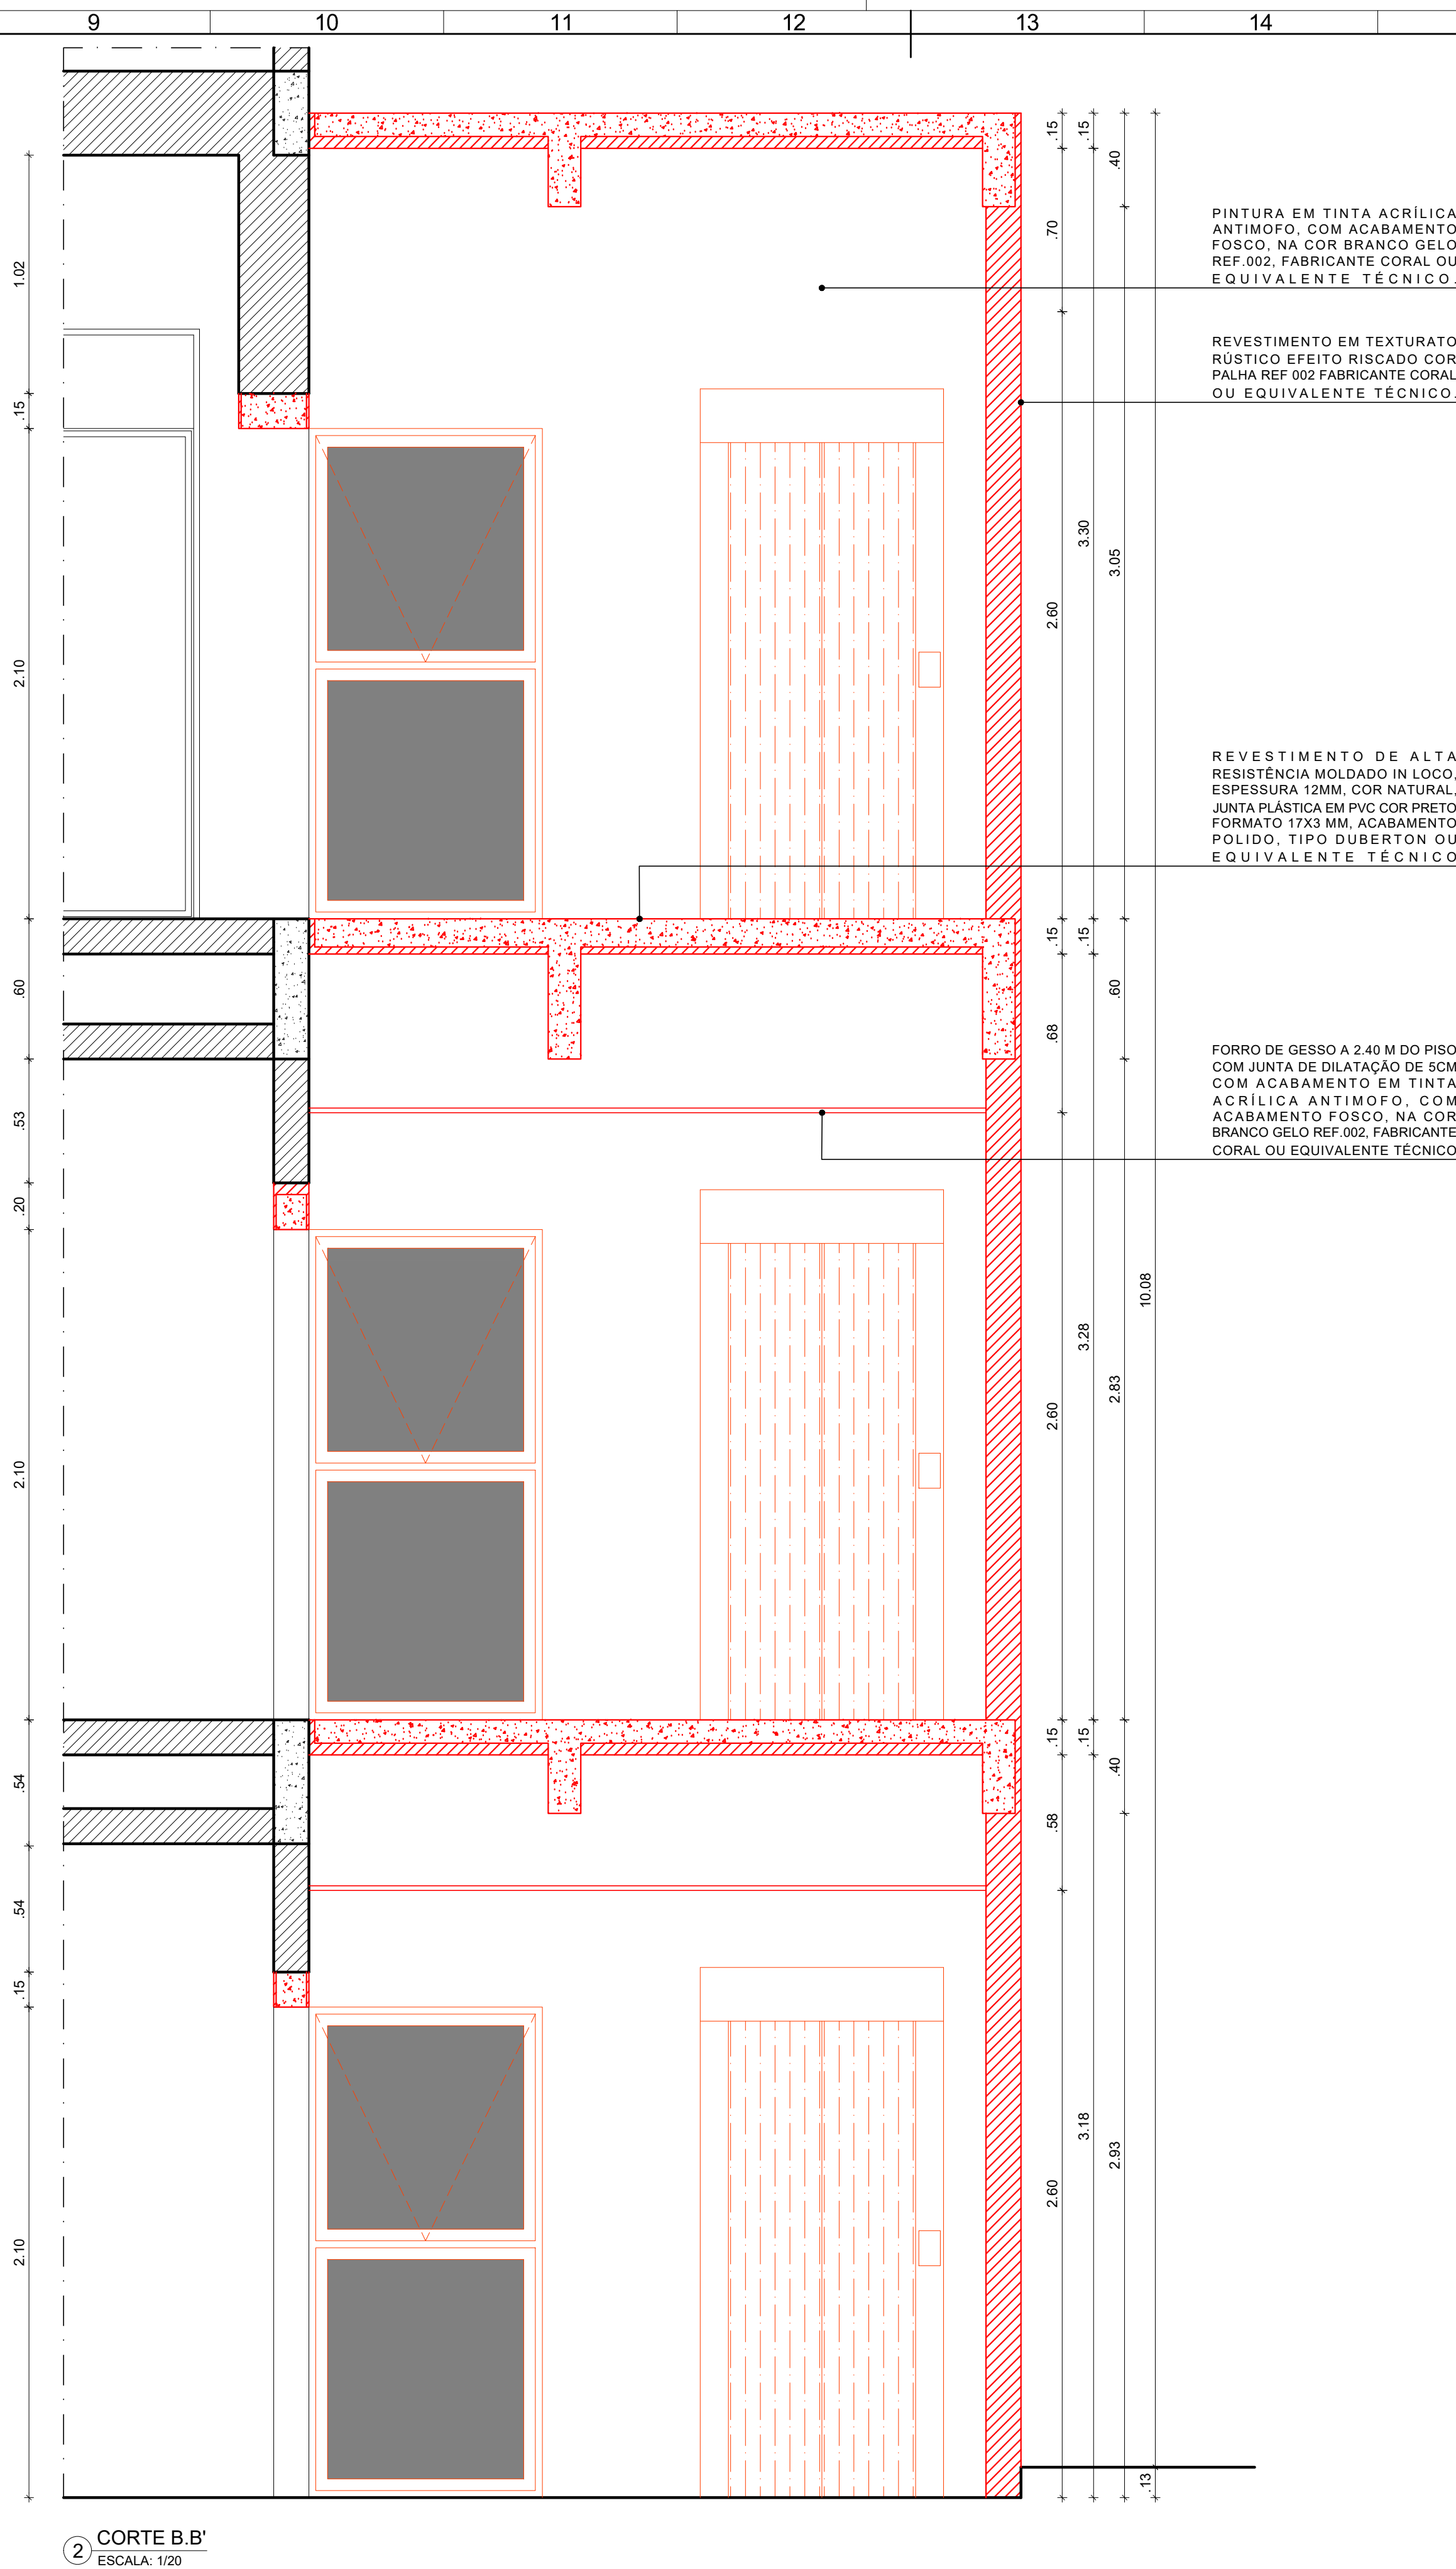 9 10 11 12 13 14
.15 .15 .40
PINTURA EM TINTA ACRÍLICA
ANTIMOFO, COM ACABAMENTO
FOSCO, NA COR BRANCO GELO
REF.002, FABRICANTE CORAL OU
EQUIVALENTE TÉCNICO.
.70
1.02
REVESTIMENTO EM TEXTURATO
RÚSTICO EFEITO RISCADO COR
PALHA REF 002 FABRICANTE CORAL
OU EQUIVALENTE TÉCNICO.
.15
3.30
3.05
2.60
2.10
REVESTIMENTO DE ALTA
RESISTÊNCIA MOLDADO IN LOCO,
ESPESSURA 12MM, COR NATURAL,
JUNTA PLÁSTICA EM PVC COR PRETO
FORMATO 17X3 MM, ACABAMENTO
POLIDO, TIPO DUBERTON OU
EQUIVALENTE TÉCNICO
.15 .15
.60 .60
.68
FORRO DE GESSO A 2.40 M DO PISO
COM JUNTA DE DILATAÇÃO DE 5CM
COM ACABAMENTO EM TINTA
ACRÍLICA ANTIMOFO, COM
ACABAMENTO FOSCO, NA COR
BRANCO GELO REF.002, FABRICANTE
CORAL OU EQUIVALENTE TÉCNICO
.53
.20
10.08
3.28
2.83
2.60
2.10
.15 .15
.40
.54
.58
.54
.15
3.18
2.93
2.60
2.10
.13
2 CORTE B.B'
ESCALA: 1/20